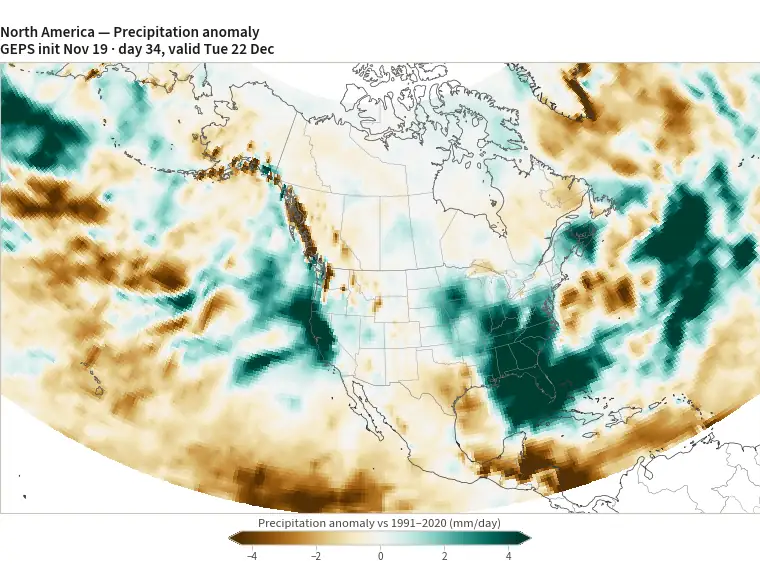 North America — Precipitation anomaly
GEPS init Nov 19 · day 34, valid Tue 22 Dec
Precipitation anomaly vs 1991–2020 (mm/day)
−4 −2 0 2 4